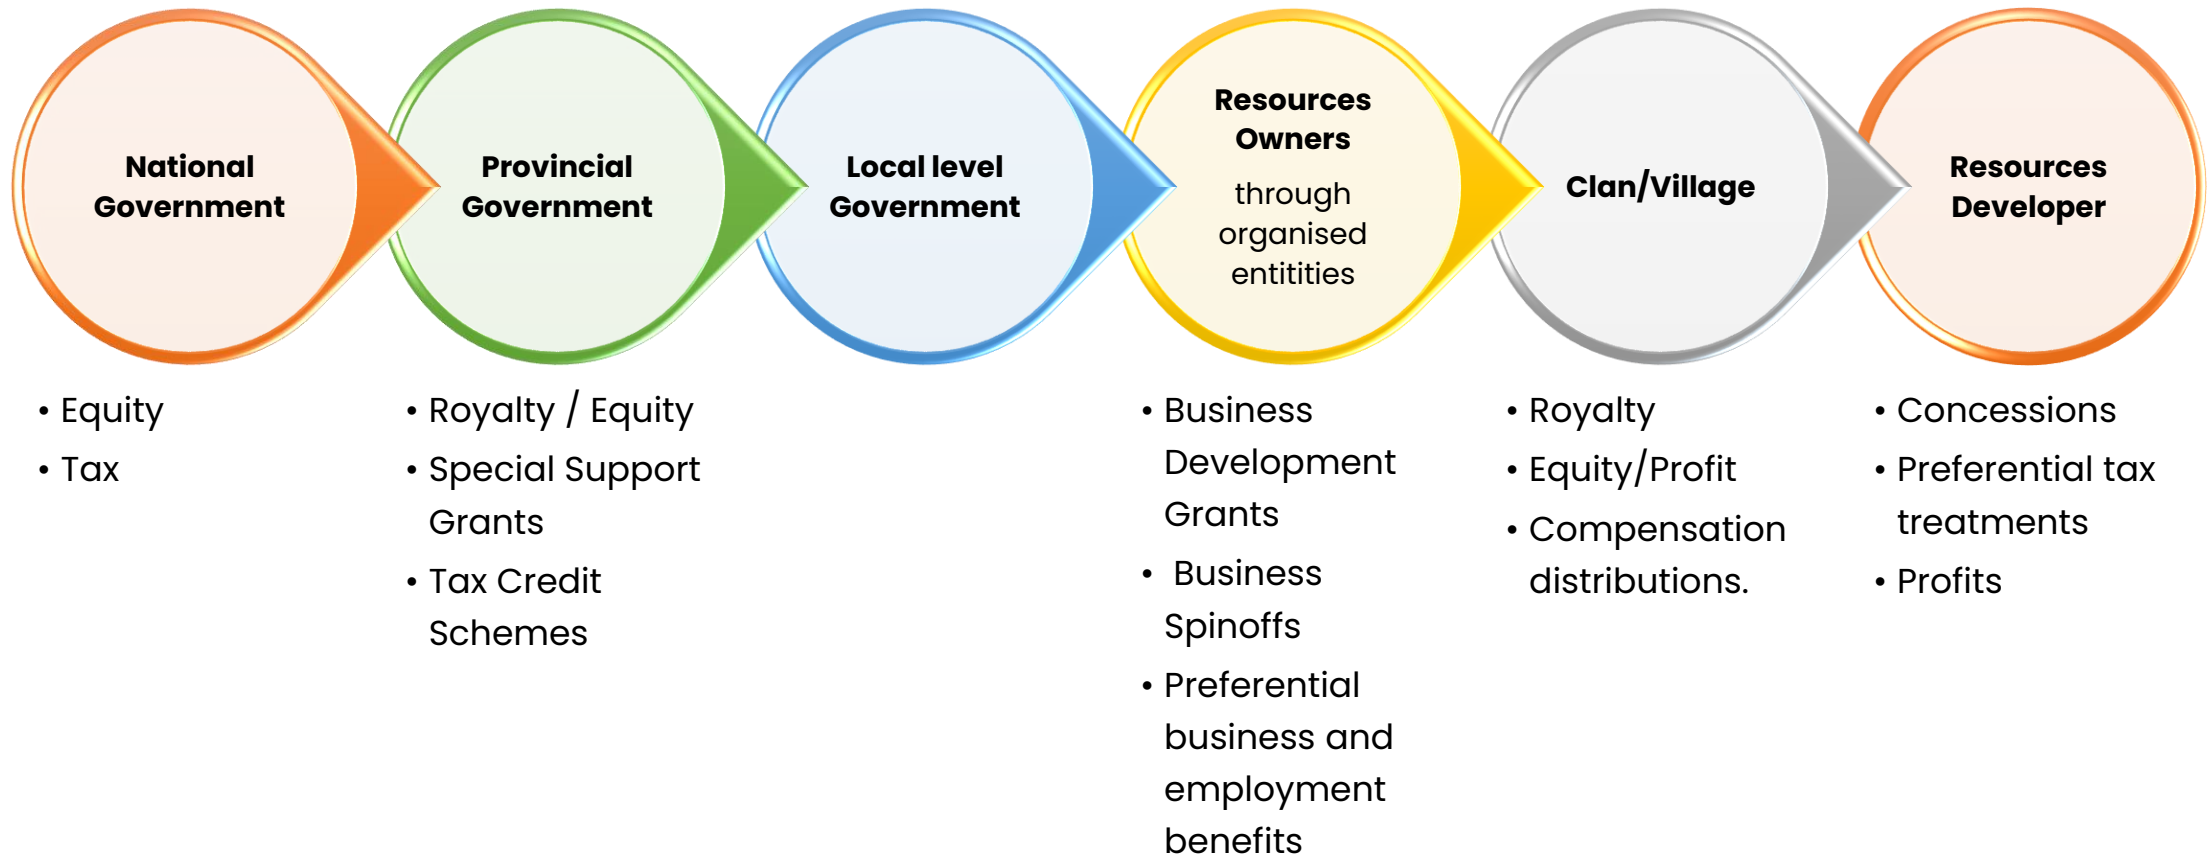 National
Government
Provincial
Government
Local level
Government
Resources
Owners
through
organised
entitities
Clan/Village
Resources
Developer
• Equity
• Tax
• Royalty / Equity
• Special Support
Grants
• Tax Credit
Schemes
• Business
Development
Grants
• Business
Spinoffs
• Preferential
business and
employment
benefits
• Royalty
• Equity/Profit
• Compensation
distributions.
• Concessions
• Preferential tax
treatments
• Profits